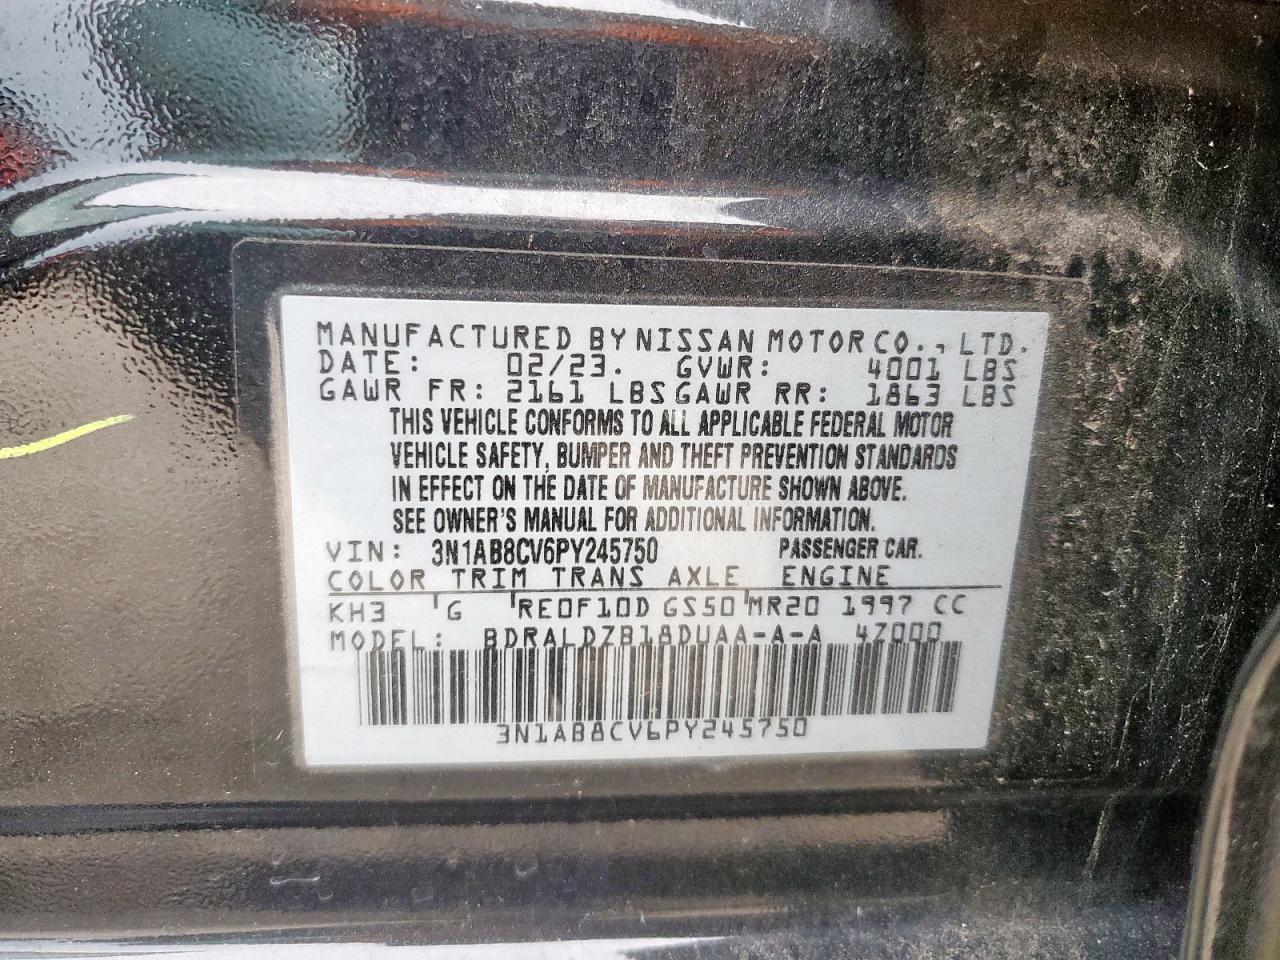 MANUFACTURED BY NISSAN MOTOR CO., LTD.
DATE: 02/23. GVWR: 4001 LBS
GAWR FR: 2161 LBS GAWR RR: 1863 LBS
THIS VEHICLE CONFORMS TO ALL APPLICABLE FEDERAL MOTOR
VEHICLE SAFETY, BUMPER AND THEFT PREVENTION STANDARDS
IN EFFECT ON THE DATE OF MANUFACTURE SHOWN ABOVE.
SEE OWNER'S MANUAL FOR ADDITIONAL INFORMATION.
VIN: 3N1AB8CV6PY245750 PASSENGER CAR.
COLOR TRIM TRANS AXLE ENGINE
KH3 G RE0F10D GS50 MR20 1997 CC
MODEL: BDRALDZB18DUAA-A-A 4Z000
3N1AB8CV6PY245750